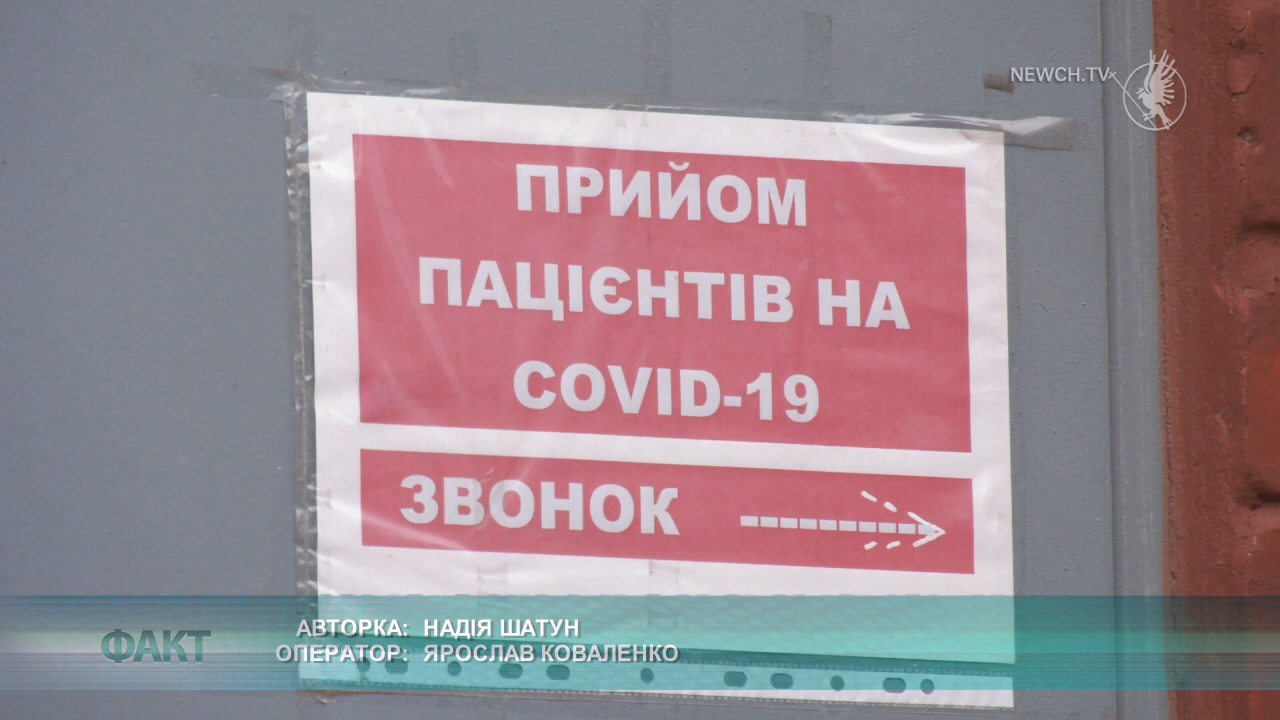 NEWCH.TV
ПРИЙОМ
ПАЦІЄНТІВ НА
COVID-19
ЗВОНОК
ФАКТ
АВТОРКА: НАДІЯ ШАТУН
ОПЕРАТОР: ЯРОСЛАВ КОВАЛЕНКО